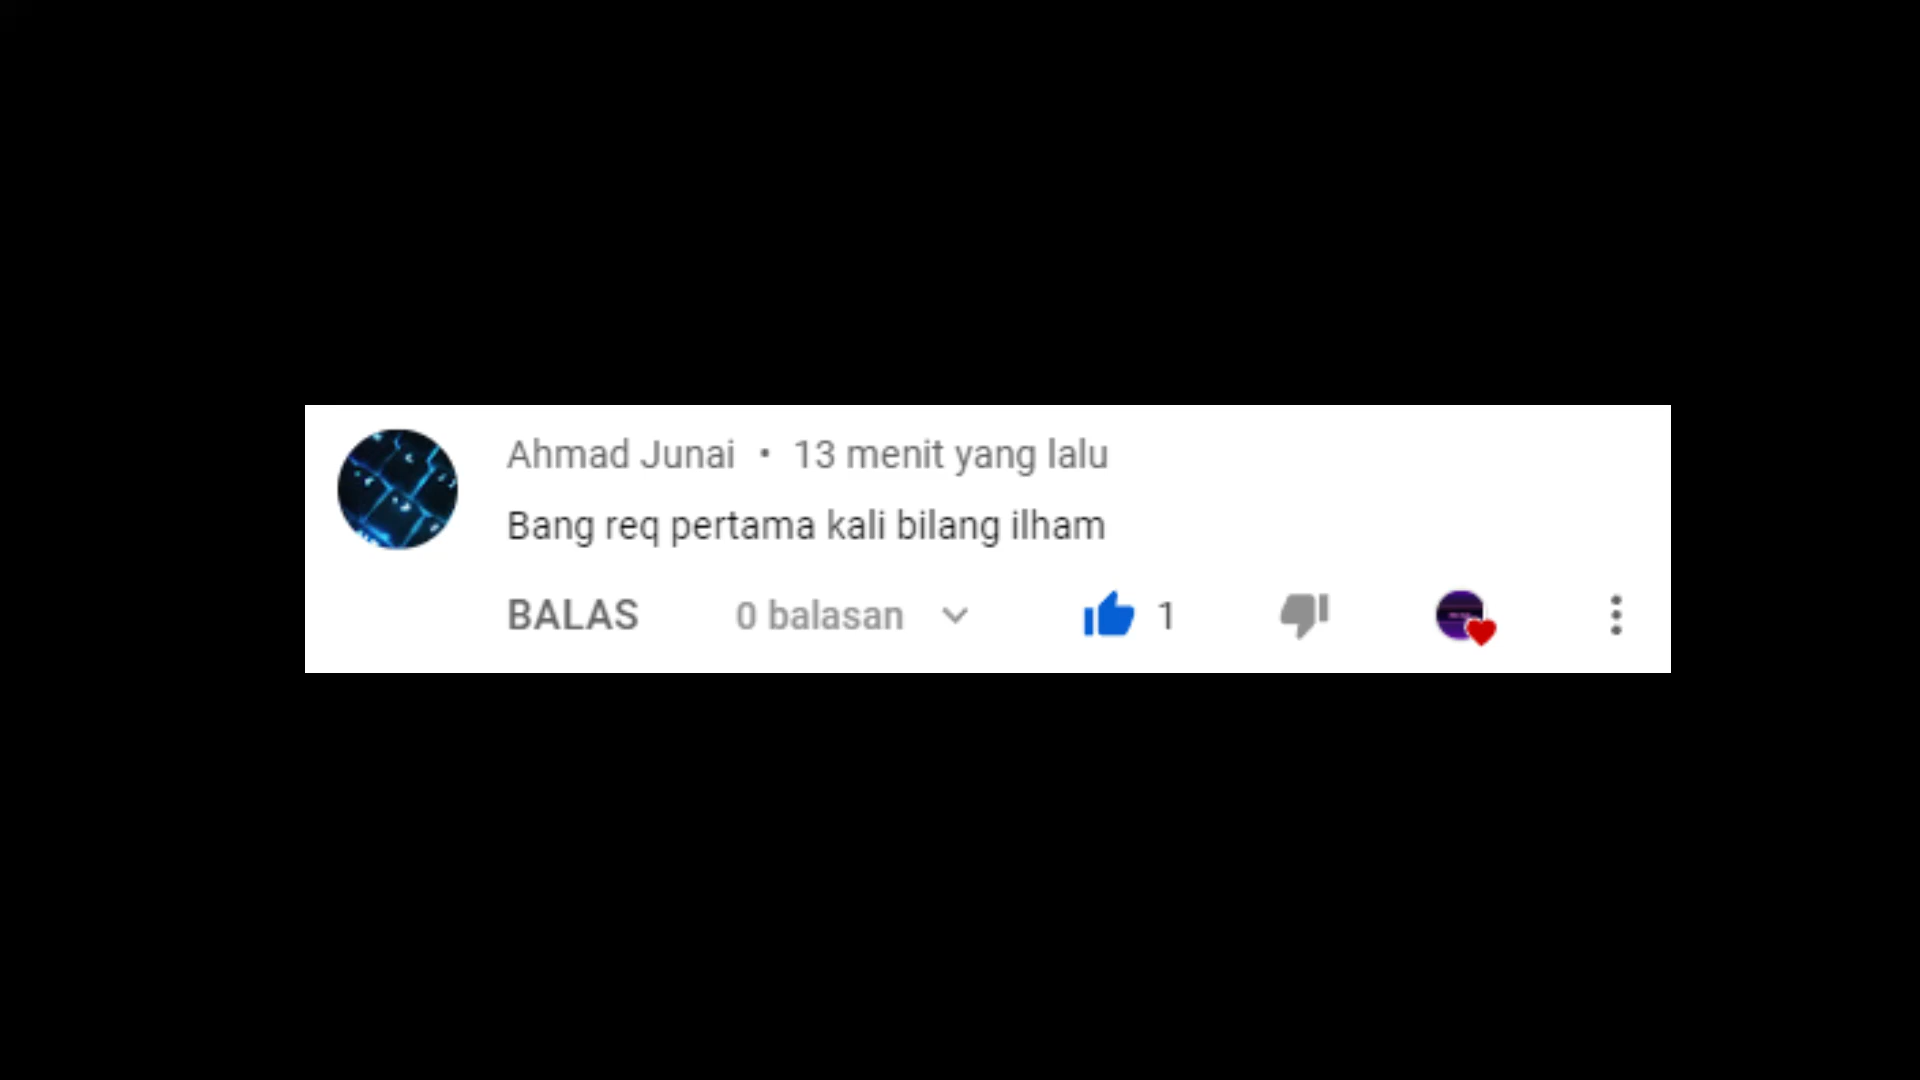 Ahmad Junai • 13 menit yang lalu
Bang req pertama kali bilang ilham
BALAS 0 balasan 1